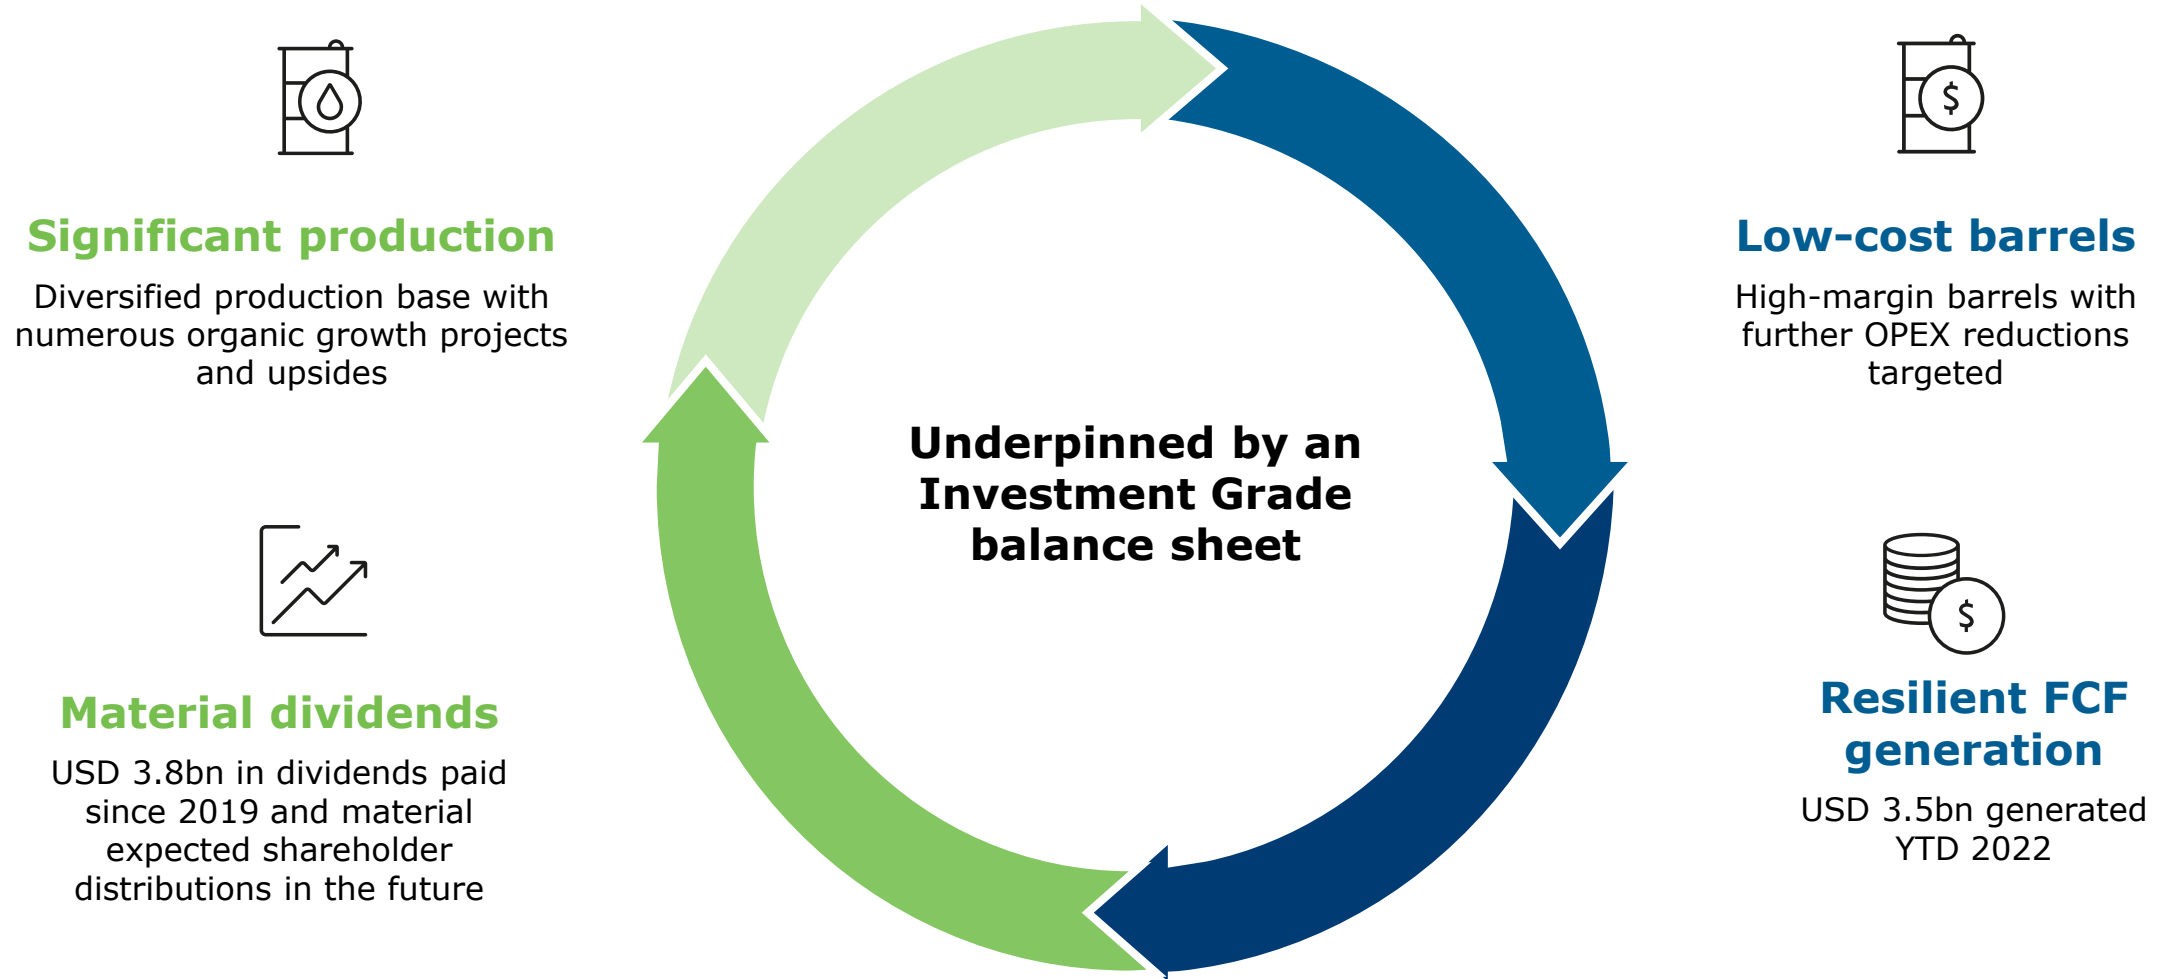 Significant production
Diversified production base with
numerous organic growth projects
and upsides
$
Low-cost barrels
High-margin barrels with
further OPEX reductions
targeted
Underpinned by an
Investment Grade
balance sheet
Material dividends
USD 3.8bn in dividends paid
since 2019 and material
expected shareholder
distributions in the future
$
Resilient FCF
generation
USD 3.5bn generated
YTD 2022